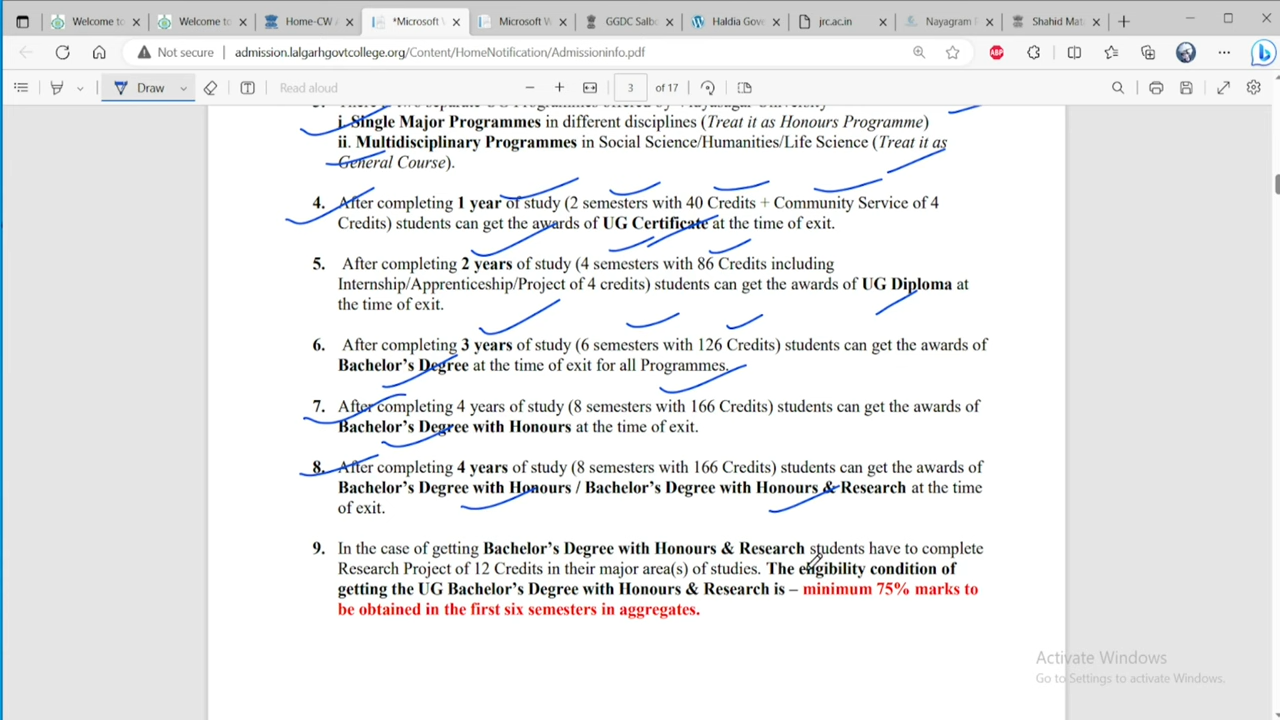 Welcome to
Welcome to
Home-CW A
*Microsoft W
Microsoft W
GGDC Salbo
Haldia Gove
jrc.ac.in
Nayagram P
Shahid Mata
Not secure
admission.lalgarhgovtcollege.org/Content/HomeNotification/Admissioninfo.pdf
ABP
Draw
Read aloud
3 of 17
i. Single Major Programmes in different disciplines (Treat it as Honours Programme)
ii. Multidisciplinary Programmes in Social Science/Humanities/Life Science (Treat it as
General Course).
4. After completing 1 year of study (2 semesters with 40 Credits + Community Service of 4
Credits) students can get the awards of UG Certificate at the time of exit.
5. After completing 2 years of study (4 semesters with 86 Credits including
Internship/Apprenticeship/Project of 4 credits) students can get the awards of UG Diploma at
the time of exit.
6. After completing 3 years of study (6 semesters with 126 Credits) students can get the awards of
Bachelor's Degree at the time of exit for all Programmes.
7. After completing 4 years of study (8 semesters with 166 Credits) students can get the awards of
Bachelor's Degree with Honours at the time of exit.
8. After completing 4 years of study (8 semesters with 166 Credits) students can get the awards of
Bachelor's Degree with Honours / Bachelor's Degree with Honours & Research at the time
of exit.
9. In the case of getting Bachelor's Degree with Honours & Research students have to complete
Research Project of 12 Credits in their major area(s) of studies. The eligibility condition of
getting the UG Bachelor's Degree with Honours & Research is – minimum 75% marks to
be obtained in the first six semesters in aggregates.
Activate Windows
Go to Settings to activate Windows.